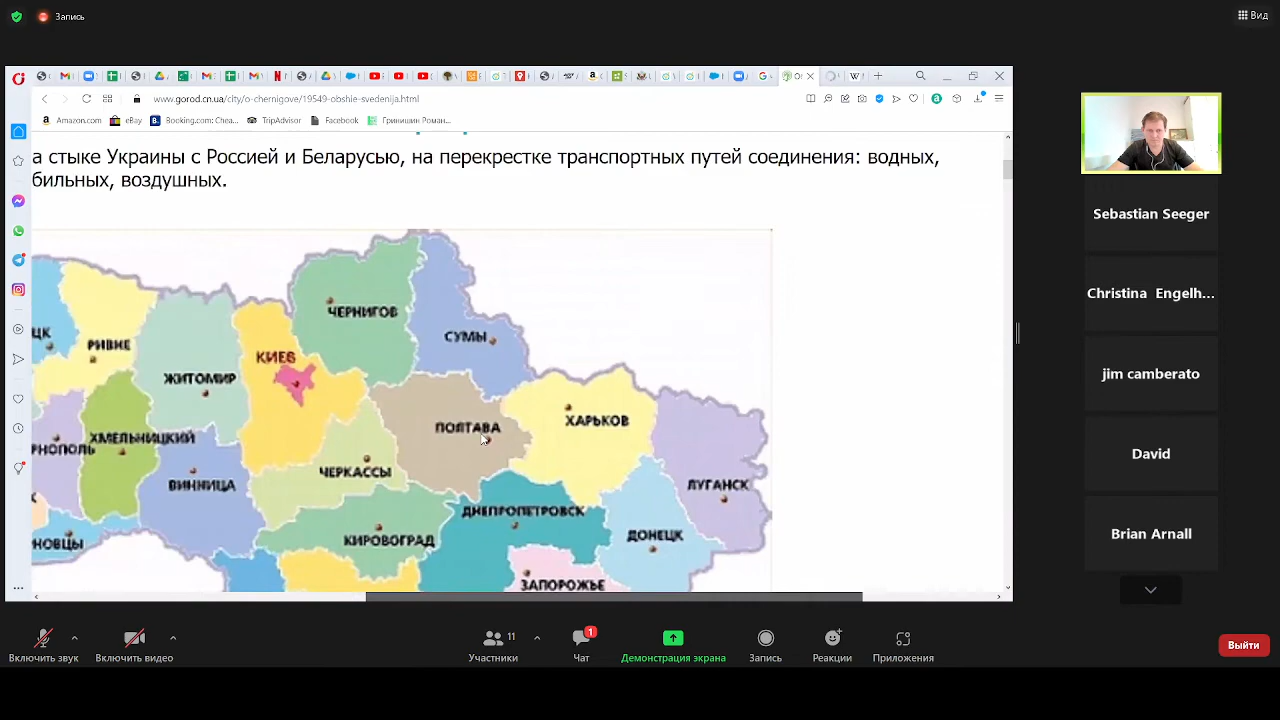 Запись
Вид
www.gorod.cn.ua/city/o-chernigove/19549-obshie-svedenija.html
Amazon.com
eBay
Booking.com: Chea...
TripAdvisor
Facebook
Гринишин Роман...
а стыке Украины с Россией и Беларусью, на перекрестке транспортных путей соединения: водных,
бильных, воздушных.
ЧЕРНИГОВ
СУМЫ
ЦК
РИВНЕ
КИЕВ
ЖИТОМИР
ПОЛТАВА
ХАРЬКОВ
РНОПОЛЬ
ХМЕЛЬНИЦКИЙ
ЧЕРКАССЫ
ВИННИЦА
ЛУГАНСК
ДНЕПРОПЕТРОВСК
НОВЦЫ
КИРОВОГРАД
ДОНЕЦК
ЗАПОРОЖЬЕ
Sebastian Seeger
Christina Engelh...
jim camberato
David
Brian Arnall
Включить звук
Включить видео
11
Участники
1
Чат
Демонстрация экрана
Запись
Реакции
Приложения
Выйти